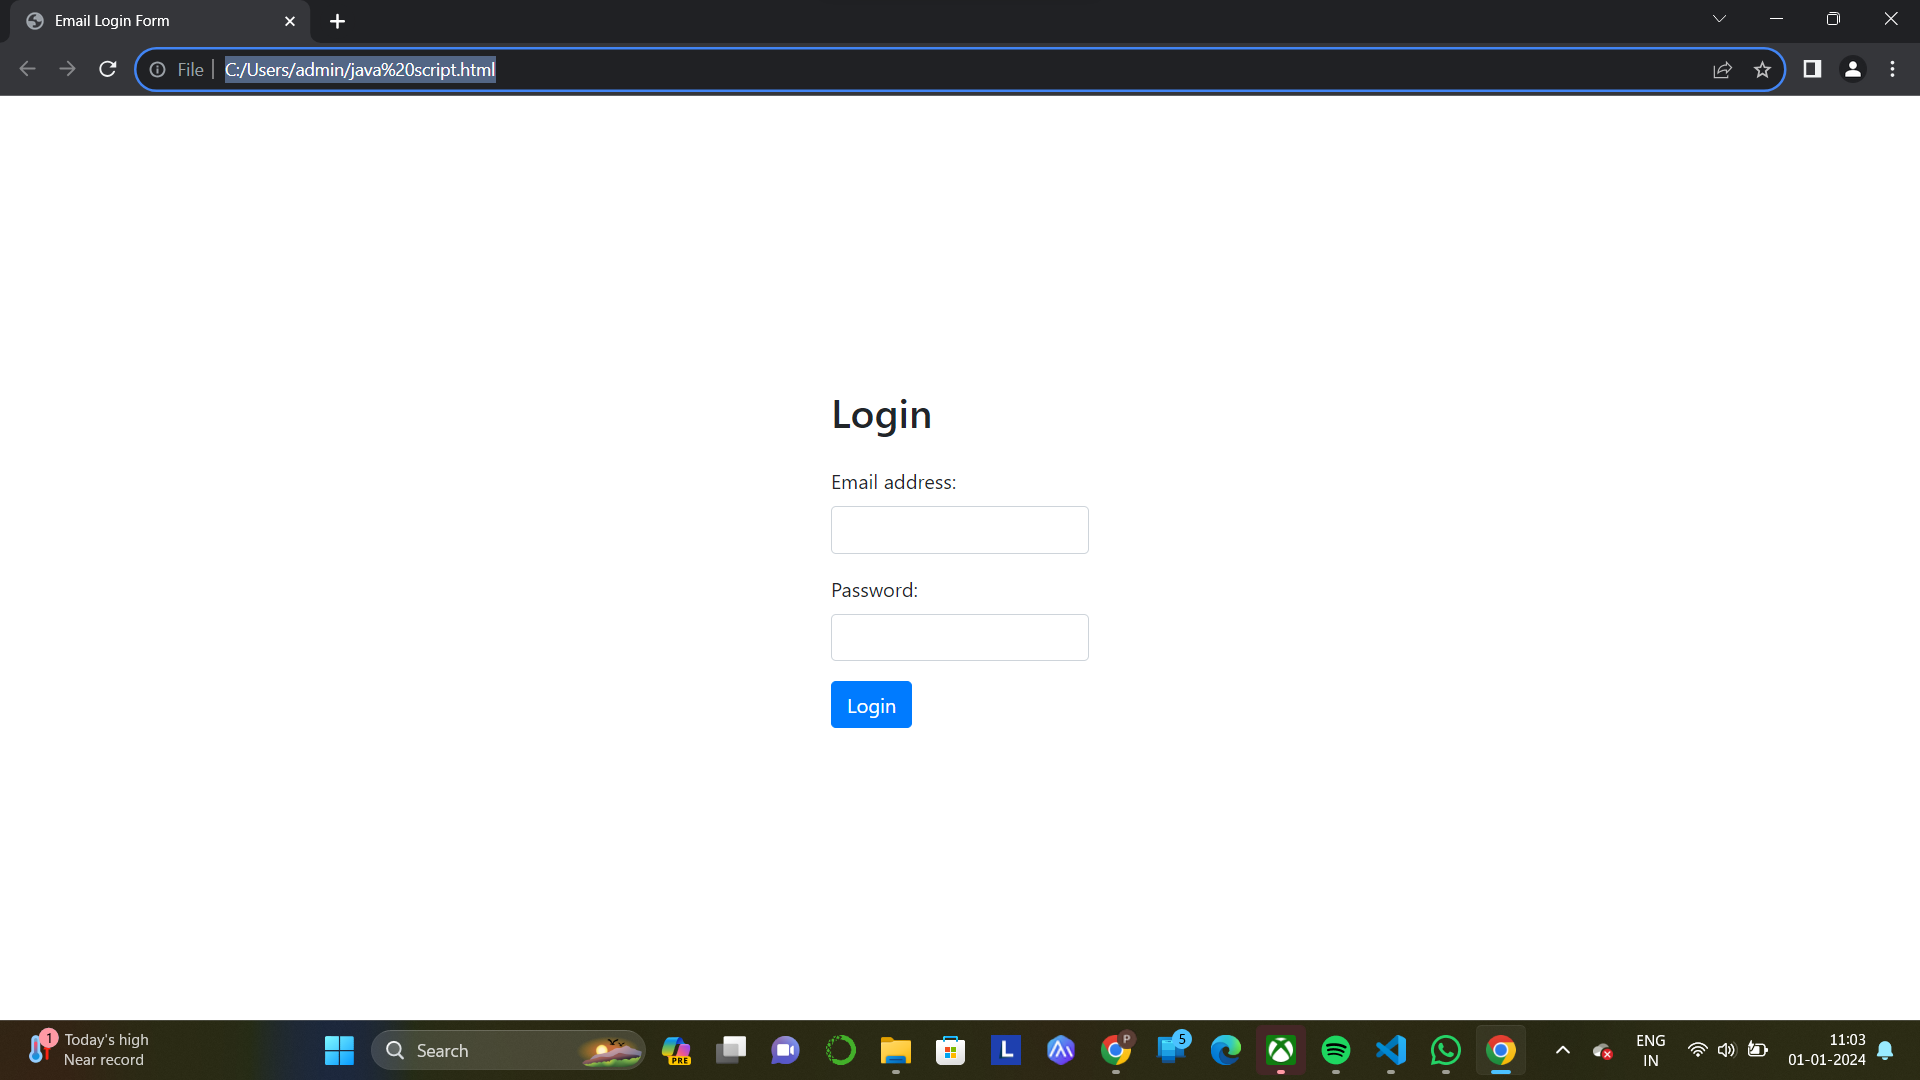 Email Login Form
File
C:/Users/admin/java%20script.html
Login
Email address:
Password:
Login
1
Today's high
Near record
Search
PRE
L
P
5
ENG
IN
11:03
01-01-2024